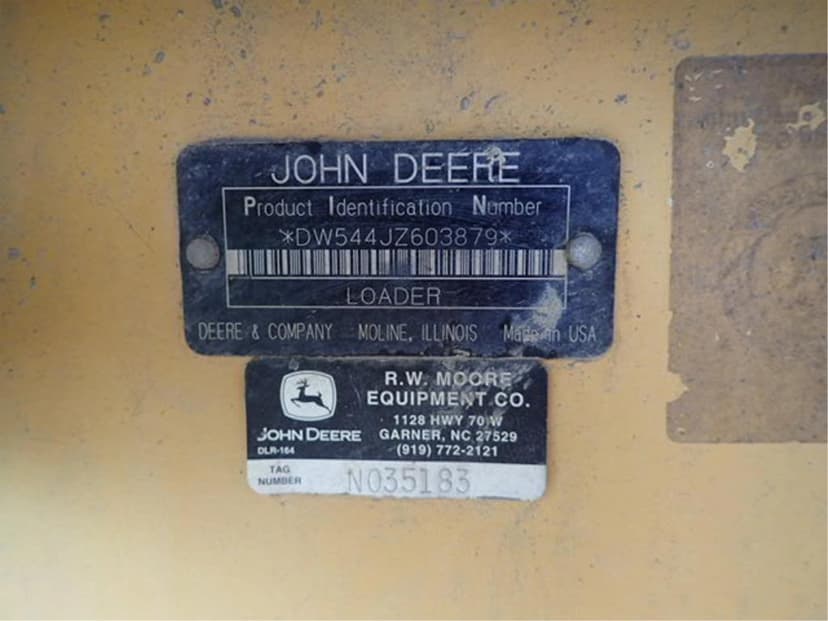 JOHN DEERE
Product Identification Number
*DW544JZ603879*
LOADER
DEERE & COMPANY MOLINE, ILLINOIS Made in USA
R.W. MOORE
EQUIPMENT CO.
1128 HWY 70 W
GARNER, NC 27529
(919) 772-2121
JOHN DEERE
DLR-164
TAG
NUMBER
N035183